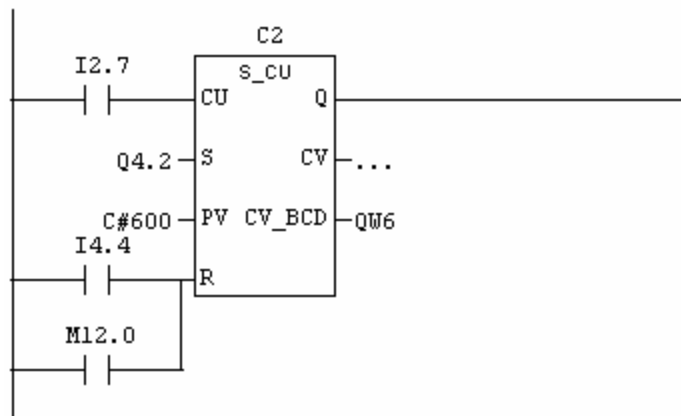 C2
I2.7 S_CU
CU Q
Q4.2 S CV ...
C#600 PV CV_BCD QW6
I4.4
R
M12.0